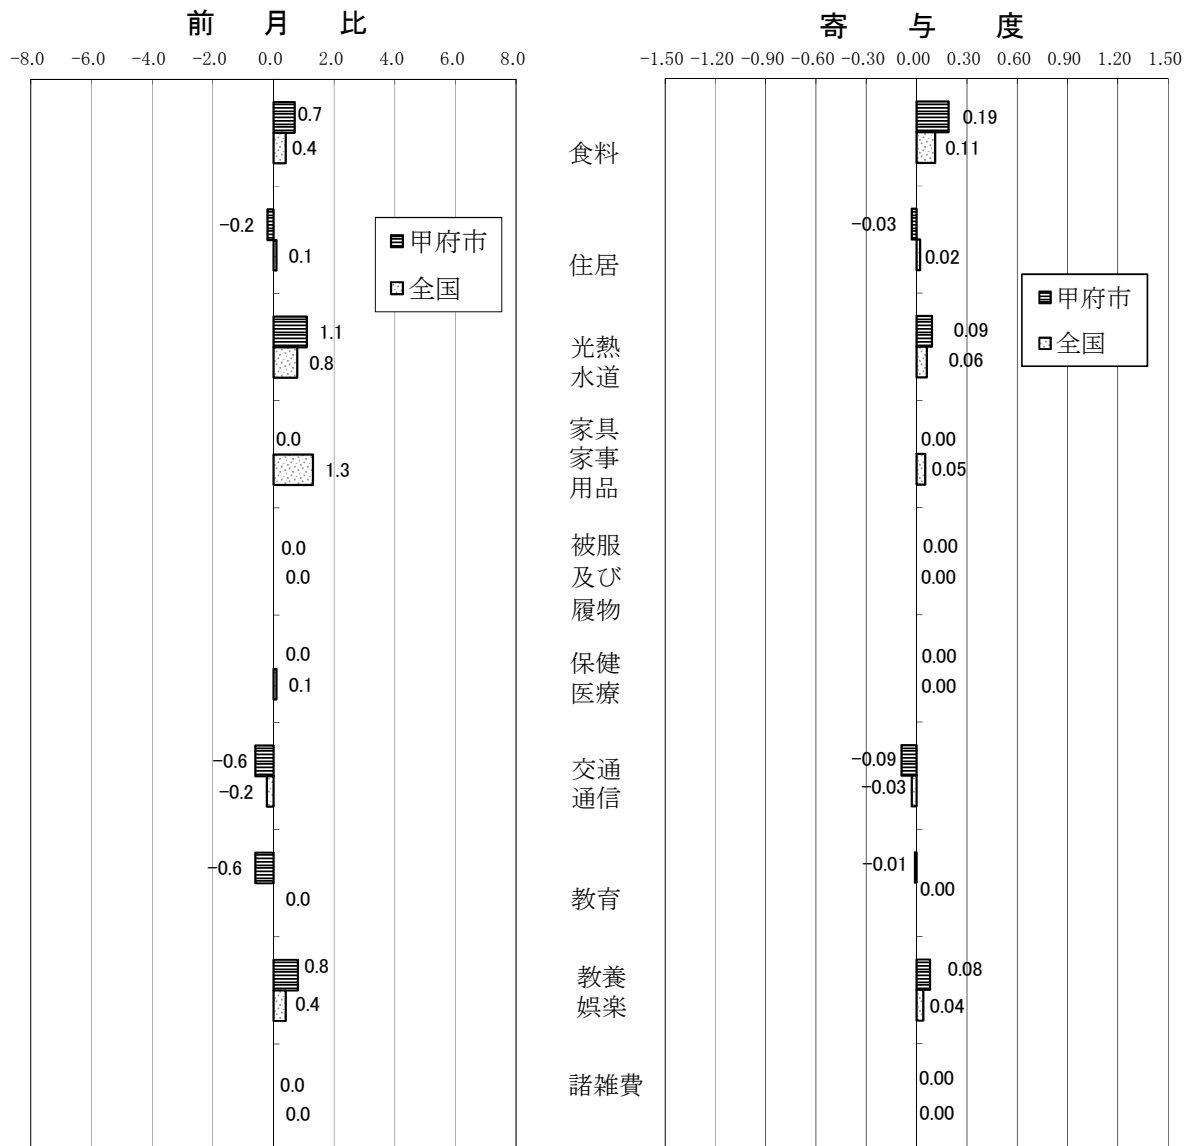 前 月 比
-8.0 -6.0 -4.0 -2.0 0.0 2.0 4.0 6.0 8.0
0.7
0.4
-0.2
0.1
甲府市
全国
1.1
0.8
0.0
1.3
0.0
0.0
0.0
0.1
-0.6
-0.2
-0.6
0.0
0.8
0.4
0.0
0.0
食料
住居
光熱
水道
家具
家事
用品
被服
及び
履物
保健
医療
交通
通信
教育
教養
娯楽
諸雑費
寄 与 度
-1.50 -1.20 -0.90 -0.60 -0.30 0.00 0.30 0.60 0.90 1.20 1.50
0.19
0.11
-0.03
0.02
甲府市
全国
0.09
0.06
0.00
0.05
0.00
0.00
0.00
0.00
-0.09
-0.03
-0.01
0.00
0.08
0.04
0.00
0.00